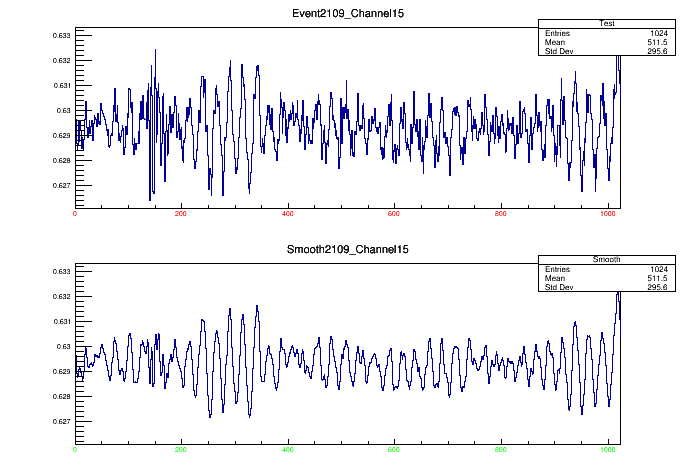 Event2109_Channel15
Test
Entries 1024
Mean 511.5
Std Dev 295.6
0.633
0.632
0.631
0.63
0.629
0.628
0.627
0 200 400 600 800 1000
Smooth2109_Channel15
Smooth
Entries 1024
Mean 511.5
Std Dev 295.6
0.633
0.632
0.631
0.63
0.629
0.628
0.627
0 200 400 600 800 1000